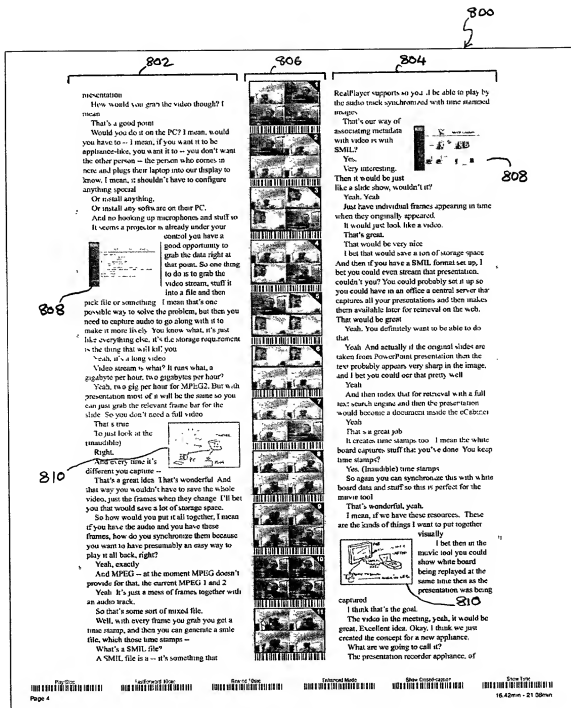 800
802
806
804
presentation
How would you gran the video though? I
mean
That's a good point
Would you do it on the PC? I mean, would
you have to -- I mean, if you want it to be
appliance-like, you want it to -- you don't want
the other person -- the person who comes in
here and plugs their laptop into our display to
know. I mean, it shouldn't have to configure
anything special
Or install anything.
Or install any software on their PC.
And no hooking up microphones and stuff so
It seems a projector is already under your
control you have a
good opportunity to
grab the data right at
that point. So one thing
to do is to grab the
video stream, stuff it
into a file and then
808
pick file or something I mean that's one
possible way to solve the problem, but then you
need to capture audio to go along with it to
make it more lively You know what, it's just
like everything else, it's the storage requirement
is the thing that will kill you
Yeah, it's a long video
Video stream is what? It runs what, a
gigabyte per hour, two gigabytes per hour?
Yeah, two gig per hour for MPEG2. But with
presentation most of it will be the same so you
can just grab the relevant frame bar for the
slide So you don't need a full video
That's true
To just look at the
(inaudible)
Right.
And every time it's
810
different you capture --
That's a great idea That's wonderful And
that way you wouldn't have to save the whole
video, just the frames when they change I'll bet
you that would save a lot of storage space.
So how would you put it all together, I mean
if you have the audio and you have those
frames, how do you synchronize them because
you want to have presumably an easy way to
play it all back, right?
Yeah, exactly
And MPEG -- at the moment MPEG doesn't
provide for that, the current MPEG 1 and 2
Yeah It's just a mess of frames together with
an audio track.
So that's some sort of mixed file.
Well, with every frame you grab you get a
time stamp, and then you can generate a smile
file, which those time stamps --
What's a SMIL file?
A SMIL file is a -- it's something that
1
2
3
4
5
6
7
8
9
10
RealPlayer supports so you'd be able to play by
the audio track synchronized with time stamped
images
That's our way of
associating metadata
with video is with
SMIL?
Yes.
Very interesting.
Then it would be just
808
like a slide show, wouldn't it?
Yeah. Yeah
Just have individual frames appearing in time
when they originally appeared.
It would just look like a video.
That's great.
That would be very nice
I bet that would save a ton of storage space
And then if you have a SMIL format set up, I
bet you could even stream that presentation,
couldn't you? You could probably set it up so
you could have in an office a central server that
captures all your presentations and then makes
them available later for retrieval on the web.
That would be great
Yeah. You definitely want to be able to do
that
Yeah And actually if the original slides are
taken from PowerPoint presentation then the
text probably appears very sharp in the image,
and I bet you could ocr that pretty well
Yeah
And then index that for retrieval with a full
text search engine and then the presentation
would become a document inside the eCabinet
Yeah
That's a great job
It creates time stamps too I mean the white
board captures stuff that you've done You keep
time stamps?
Yes. (Inaudible) time stamps
So again you can synchronize this with white
board data and stuff so this is perfect for the
movie tool
That's wonderful, yeah.
I mean, if we have these resources. These
are the kinds of things I want to put together
visually
I bet then in the
movie tool you could
show white board
being replayed at the
same time then as the
presentation was being
810
captured
I think that's the goal.
The video in the meeting, yeah, it would be
great. Excellent idea. Okay. I think we just
created the concept for a new appliance.
What are we going to call it?
The presentation recorder appliance, of
Play/Stop
Enhanced Mode
Show Closed-caption
Page 4